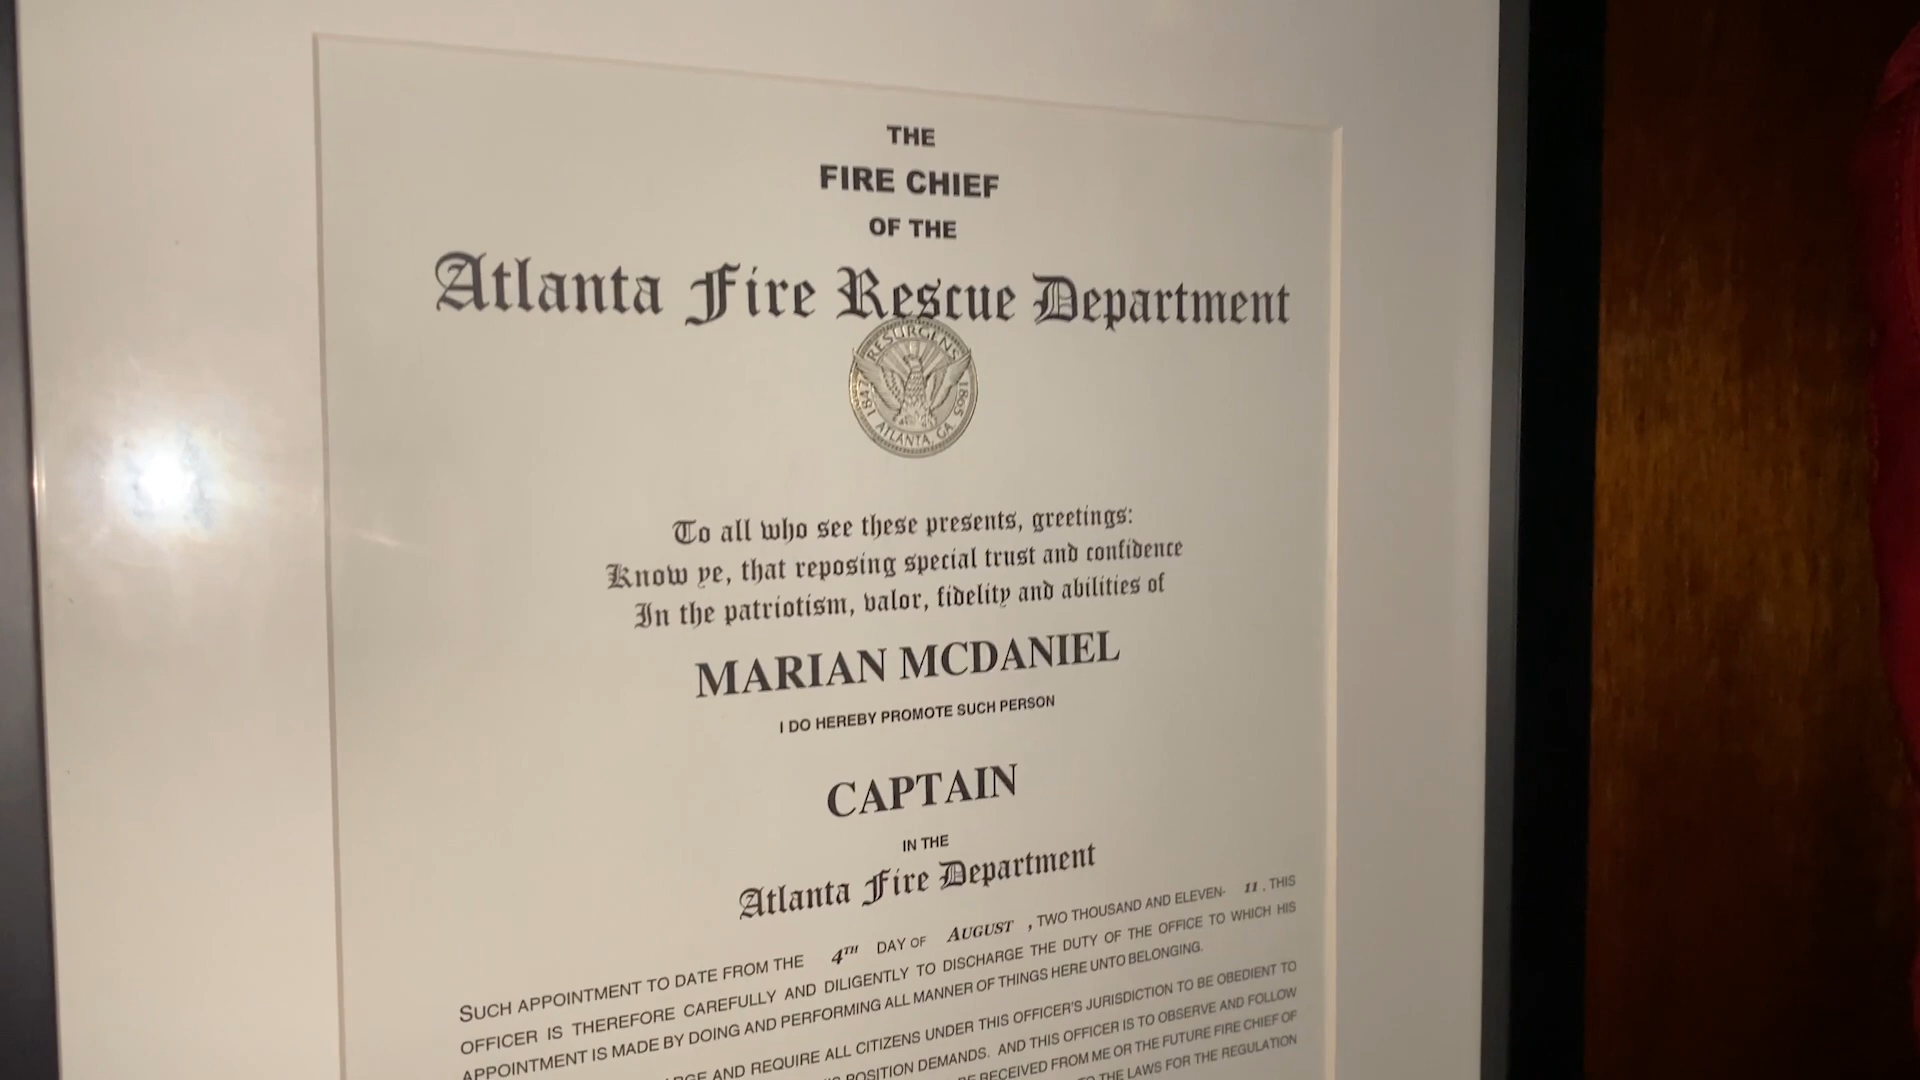 THE
FIRE CHIEF
OF THE
Atlanta Fire Rescue Department
RESURGENS
1847 1865
ATLANTA, GA
To all who see these presents, greetings:
Know ye, that reposing special trust and confidence
In the patriotism, valor, fidelity and abilities of
MARIAN MCDANIEL
I DO HEREBY PROMOTE SUCH PERSON
CAPTAIN
IN THE
Atlanta Fire Department
SUCH APPOINTMENT TO DATE FROM THE 4TH DAY OF AUGUST , TWO THOUSAND AND ELEVEN- 11 . THIS
OFFICER IS THEREFORE CAREFULLY AND DILIGENTLY TO DISCHARGE THE DUTY OF THE OFFICE TO WHICH HIS
APPOINTMENT IS MADE BY DOING AND PERFORMING ALL MANNER OF THINGS HERE UNTO BELONGING.
AND REQUIRE ALL CITIZENS UNDER THIS OFFICER'S JURISDICTION TO BE OBEDIENT TO
POSITION DEMANDS. AND THIS OFFICER IS TO OBSERVE AND FOLLOW
RECEIVED FROM ME OR THE FUTURE FIRE CHIEF OF
THE LAWS FOR THE REGULATION